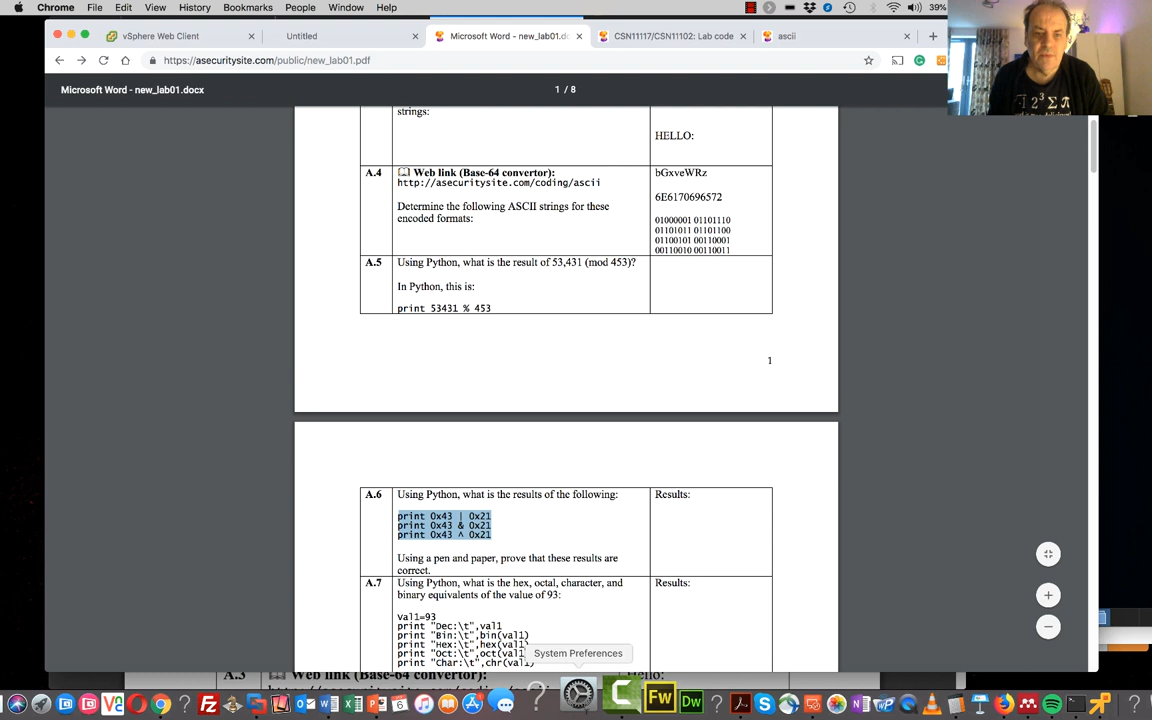 Chrome File Edit View History Bookmarks People Window Help 39%
vSphere Web Client
Untitled
Microsoft Word - new_lab01.dc
CSN11117/CSN11102: Lab code
ascii
https://asecuritysite.com/public/new_lab01.pdf
Microsoft Word - new_lab01.docx
1 / 8
strings:
HELLO:
A.4
Web link (Base-64 convertor):
http://asecuritysite.com/coding/ascii
Determine the following ASCII strings for these
encoded formats:
bGxveWRz
6E6170696572
01000001 01101110
01101011 01101100
01100101 00110001
00110010 00110011
A.5
Using Python, what is the result of 53,431 (mod 453)?
In Python, this is:
print 53431 % 453
1
A.6
Using Python, what is the results of the following:
Results:
print 0x43 | 0x21
print 0x43 & 0x21
print 0x43 ^ 0x21
Using a pen and paper, prove that these results are
correct.
A.7
Using Python, what is the hex, octal, character, and
binary equivalents of the value of 93:
Results:
val1=93
print "Dec:\t",val1
print "Bin:\t",bin(val1)
print "Hex:\t",hex(val1)
print "Oct:\t",oct(val1
print "Char:\t",chr(val1)
System Preferences
A.3 Web link (Base-64 convertor):
Hello:
Fw
Dw